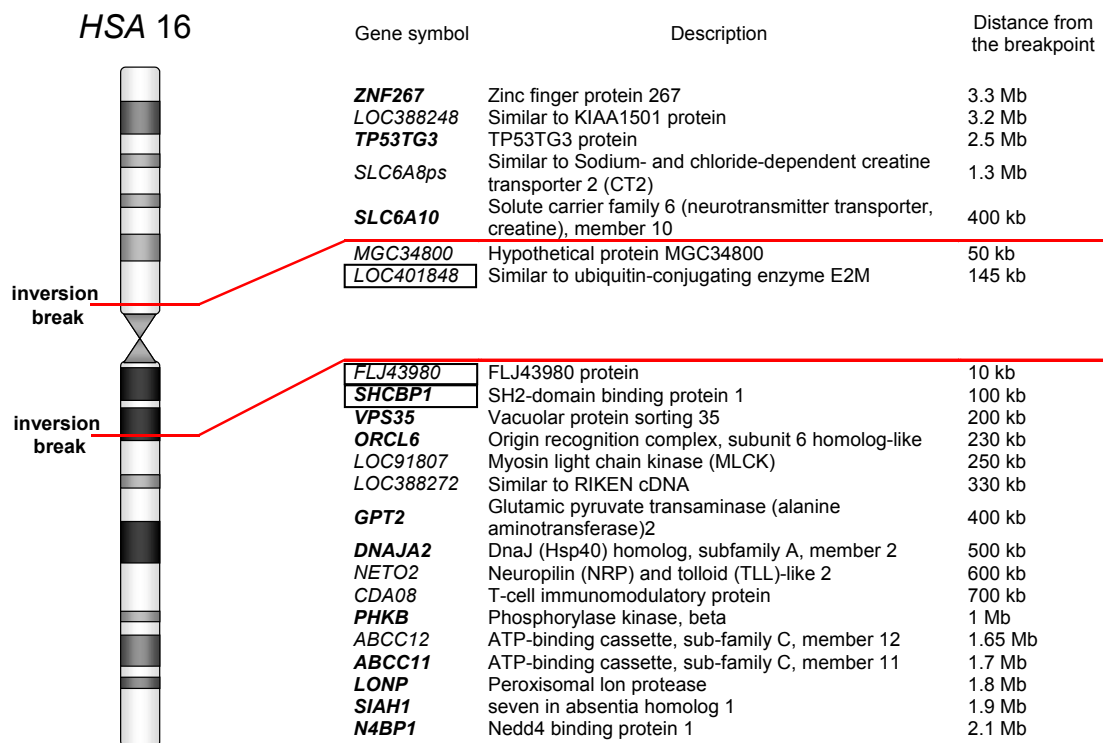 HSA 16
Gene symbol Description Distance from
the breakpoint
ZNF267 Zinc finger protein 267 3.3 Mb
LOC388248 Similar to KIAA1501 protein 3.2 Mb
TP53TG3 TP53TG3 protein 2.5 Mb
SLC6A8ps Similar to Sodium- and chloride-dependent creatine
transporter 2 (CT2) 1.3 Mb
SLC6A10 Solute carrier family 6 (neurotransmitter transporter,
creatine), member 10 400 kb
MGC34800 Hypothetical protein MGC34800 50 kb
LOC401848 Similar to ubiquitin-conjugating enzyme E2M 145 kb
inversion
break
FLJ43980 FLJ43980 protein 10 kb
SHCBP1 SH2-domain binding protein 1 100 kb
VPS35 Vacuolar protein sorting 35 200 kb
inversion
break
ORCL6 Origin recognition complex, subunit 6 homolog-like 230 kb
LOC91807 Myosin light chain kinase (MLCK) 250 kb
LOC388272 Similar to RIKEN cDNA 330 kb
GPT2 Glutamic pyruvate transaminase (alanine
aminotransferase)2 400 kb
DNAJA2 DnaJ (Hsp40) homolog, subfamily A, member 2 500 kb
NETO2 Neuropilin (NRP) and tolloid (TLL)-like 2 600 kb
CDA08 T-cell immunomodulatory protein 700 kb
PHKB Phosphorylase kinase, beta 1 Mb
ABCC12 ATP-binding cassette, sub-family C, member 12 1.65 Mb
ABCC11 ATP-binding cassette, sub-family C, member 11 1.7 Mb
LONP Peroxisomal lon protease 1.8 Mb
SIAH1 seven in absentia homolog 1 1.9 Mb
N4BP1 Nedd4 binding protein 1 2.1 Mb